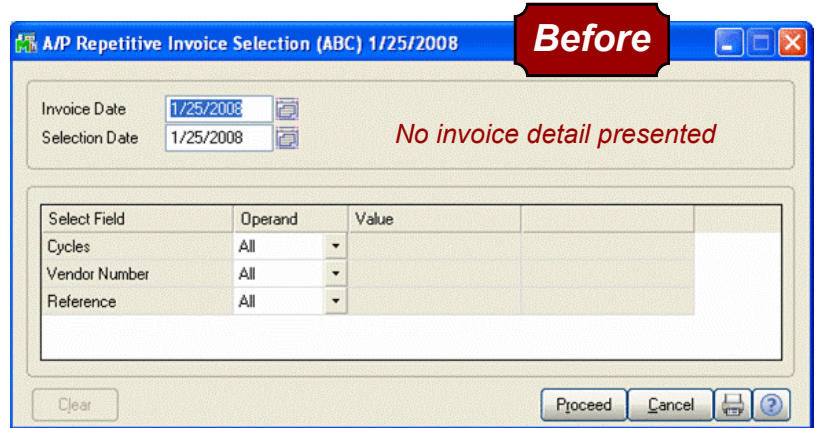 A/P Repetitive Invoice Selection (ABC) 1/25/2008
Before
Invoice Date 1/25/2008
Selection Date 1/25/2008
No invoice detail presented
Select Field Operand Value
Cycles All
Vendor Number All
Reference All
Clear Proceed Cancel ?